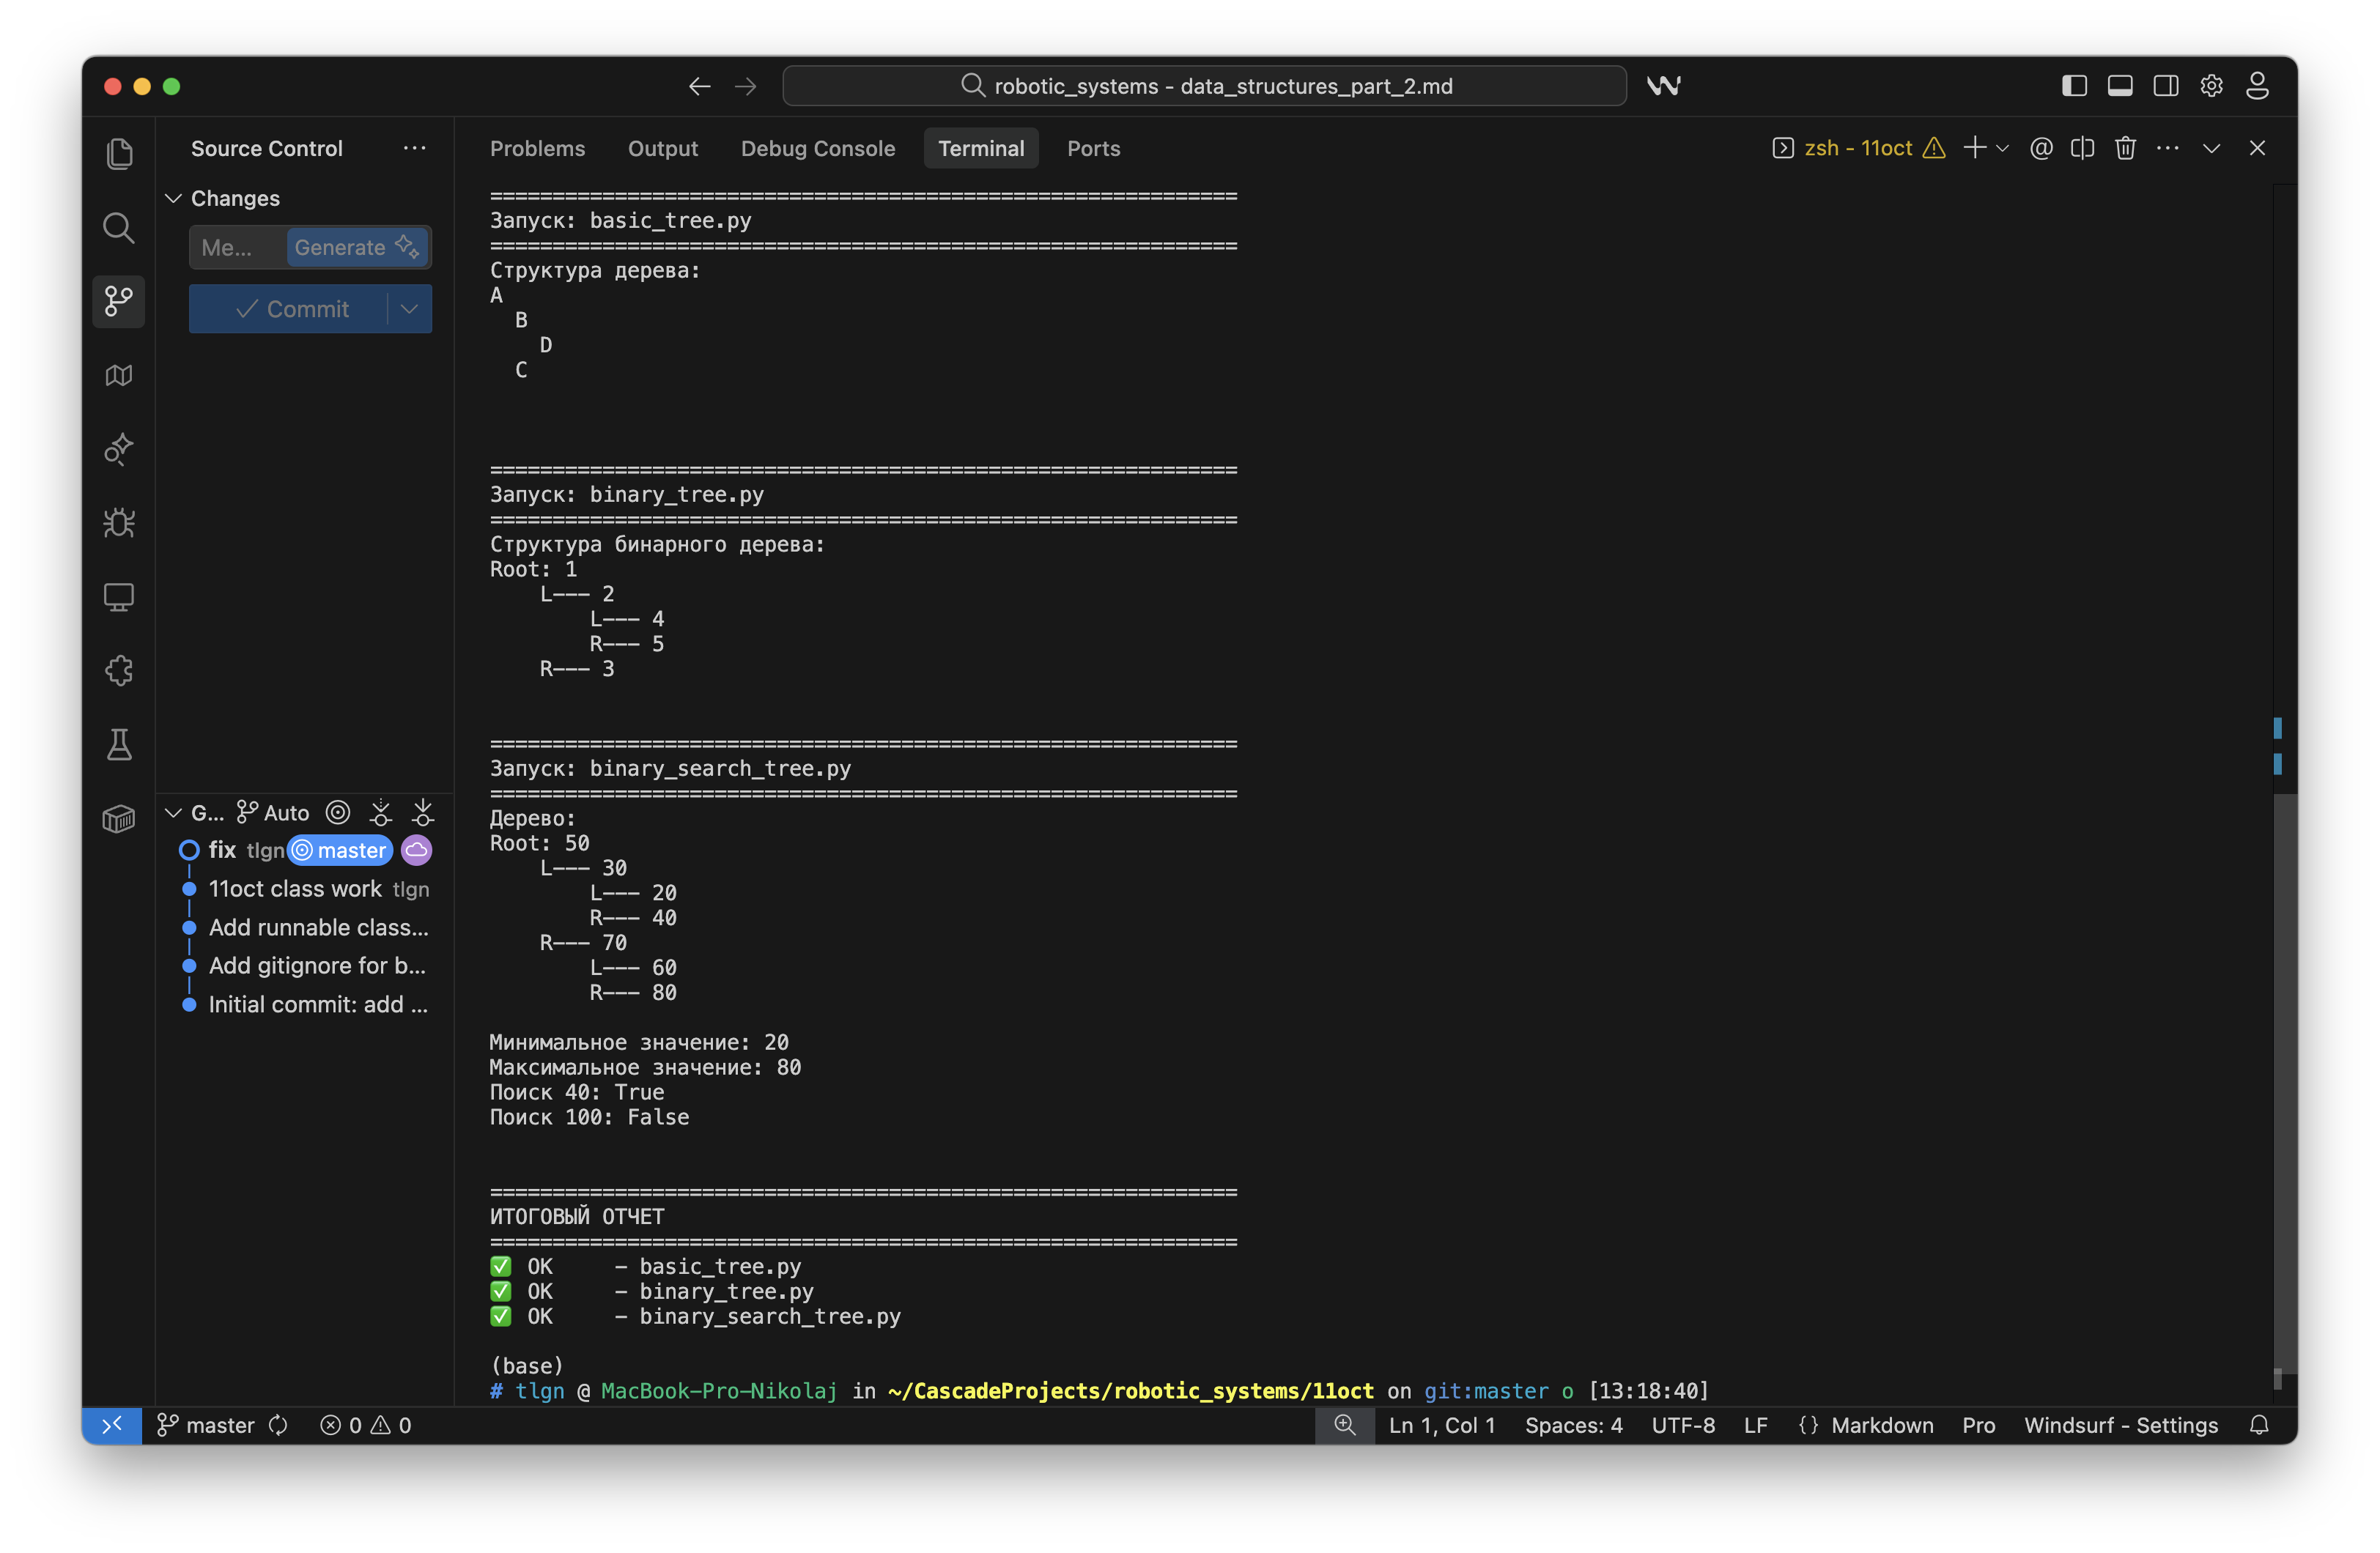 robotic_systems - data_structures_part_2.md
Source Control
Changes
Me... Generate
Commit
G... Auto
fix tlgn master
11oct class work tlgn
Add runnable class...
Add gitignore for b...
Initial commit: add ...
Problems Output Debug Console Terminal Ports
zsh - 11oct
============================================================
Запуск: basic_tree.py
============================================================
Структура дерева:
A
  B
    D
  C
============================================================
Запуск: binary_tree.py
============================================================
Структура бинарного дерева:
Root: 1
    L--- 2
        L--- 4
        R--- 5
    R--- 3
============================================================
Запуск: binary_search_tree.py
============================================================
Дерево:
Root: 50
    L--- 30
        L--- 20
        R--- 40
    R--- 70
        L--- 60
        R--- 80
Минимальное значение: 20
Максимальное значение: 80
Поиск 40: True
Поиск 100: False
============================================================
ИТОГОВЫЙ ОТЧЕТ
============================================================
✅ OK     - basic_tree.py
✅ OK     - binary_tree.py
✅ OK     - binary_search_tree.py
(base)
# tlgn @ MacBook-Pro-Nikolaj in ~/CascadeProjects/robotic_systems/11oct on git:master o [13:18:40]
master 0 0 Ln 1, Col 1 Spaces: 4 UTF-8 LF {} Markdown Pro Windsurf - Settings